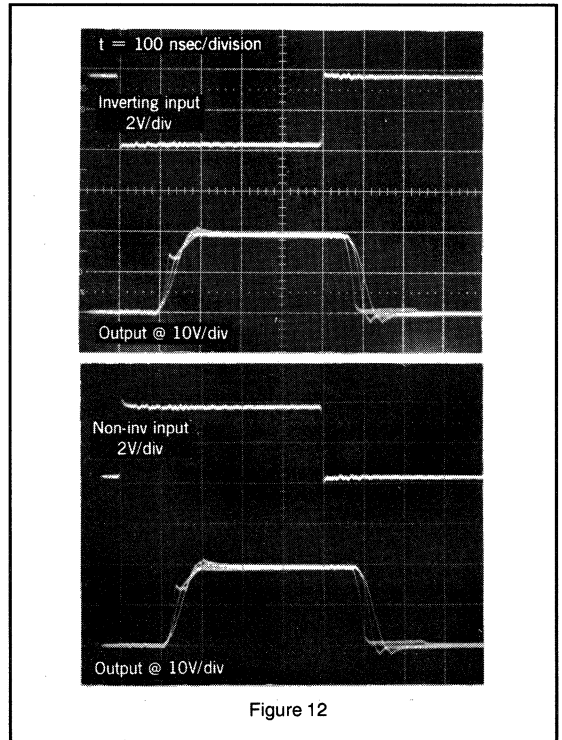 t = 100 nsec/division
Inverting input
2V/div
Output @ 10V/div
Non-inv input
2V/div
Output @ 10V/div
Figure 12